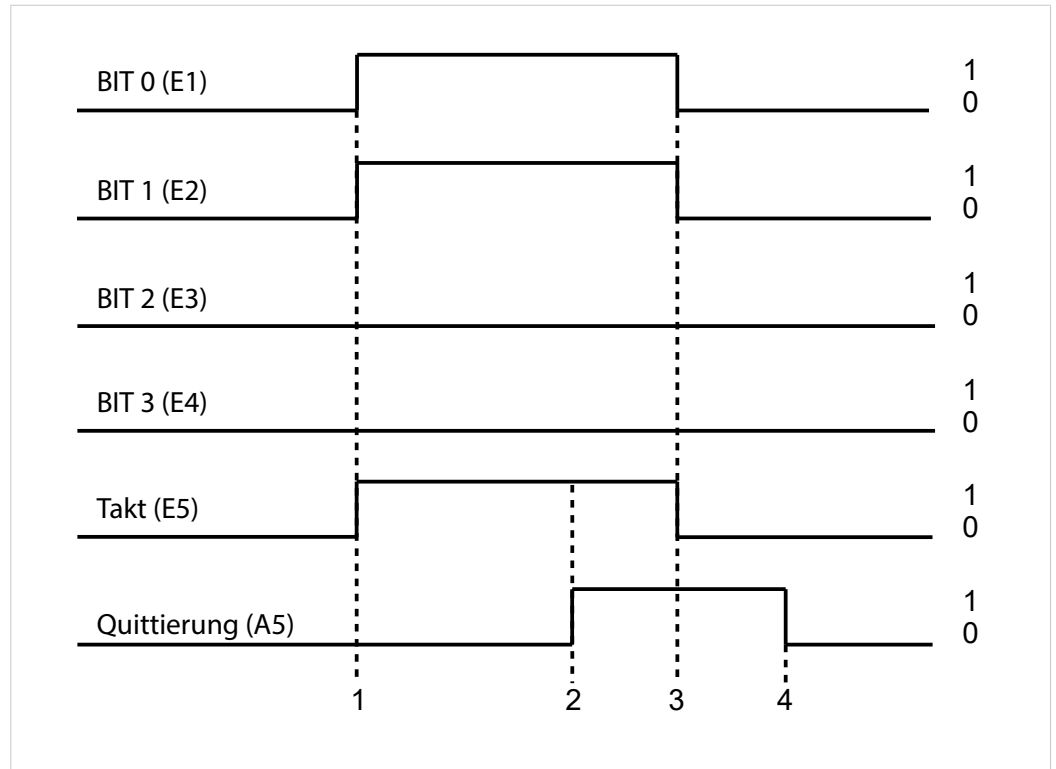 BIT 0 (E1)
1
0
BIT 1 (E2)
1
0
BIT 2 (E3)
1
0
BIT 3 (E4)
1
0
Takt (E5)
1
0
Quittierung (A5)
1
0
1 2 3 4